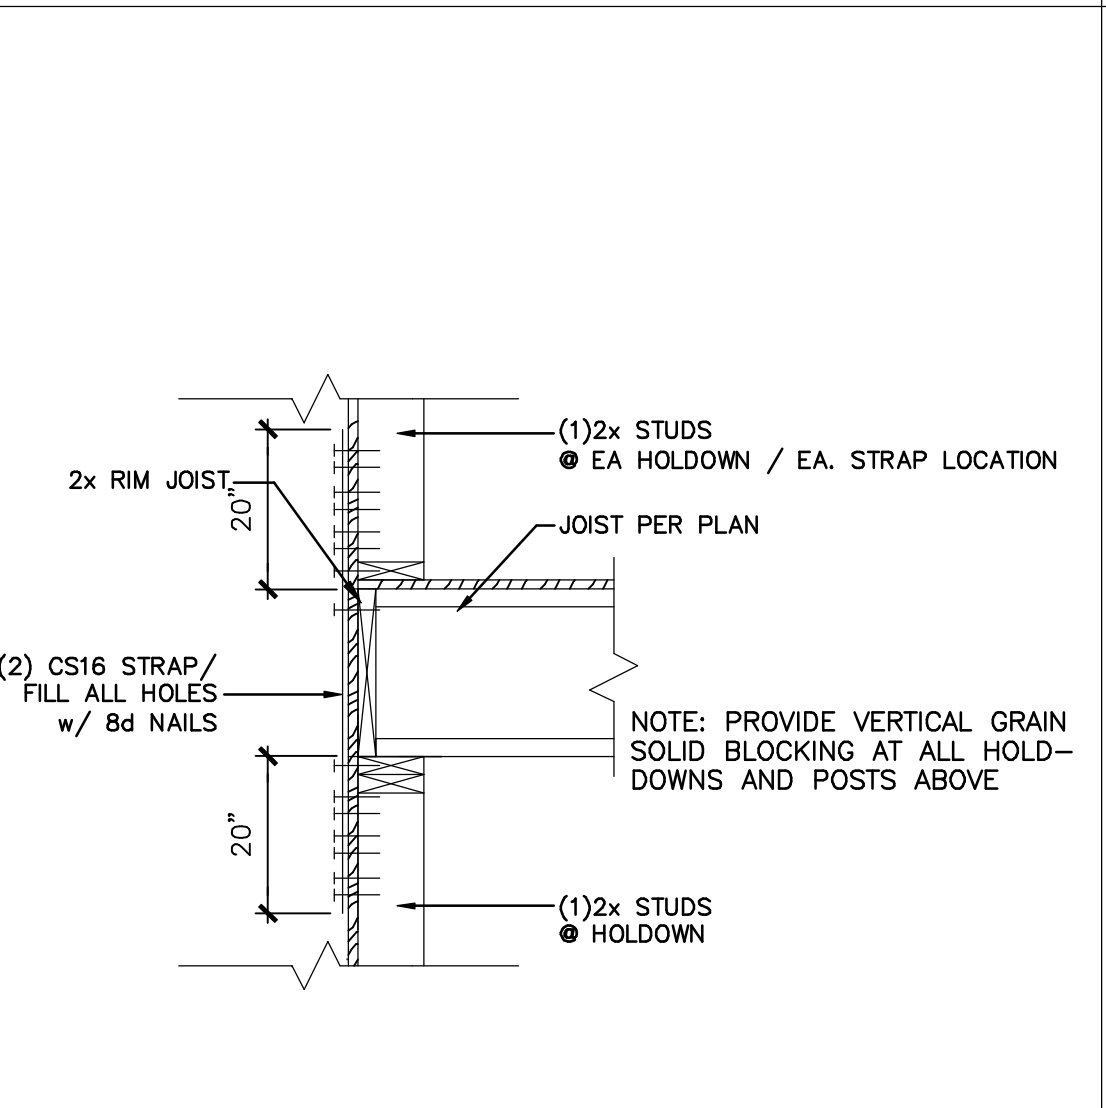 (1)2x STUDS
@ EA HOLDOWN / EA. STRAP LOCATION
2x RIM JOIST
20"
JOIST PER PLAN
(2) CS16 STRAP/
FILL ALL HOLES
w/ 8d NAILS
NOTE: PROVIDE VERTICAL GRAIN
SOLID BLOCKING AT ALL HOLD-
DOWNS AND POSTS ABOVE
20"
(1)2x STUDS
@ HOLDOWN